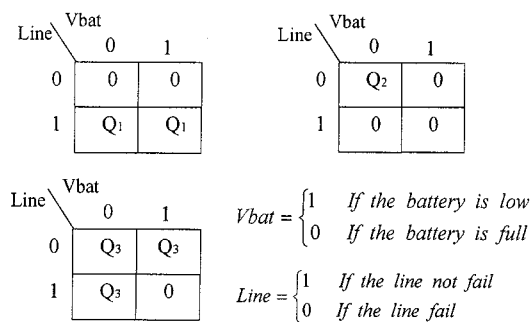 Vbat
Line
0 1
0 0 0
1 Q₁ Q₁
Vbat
Line
0 1
0 Q₂ 0
1 0 0
Vbat
Line
0 1
0 Q₃ Q₃
1 Q₃ 0
Vbat = { 1 If the battery is low
0 If the battery is full
Line = { 1 If the line not fail
0 If the line fail